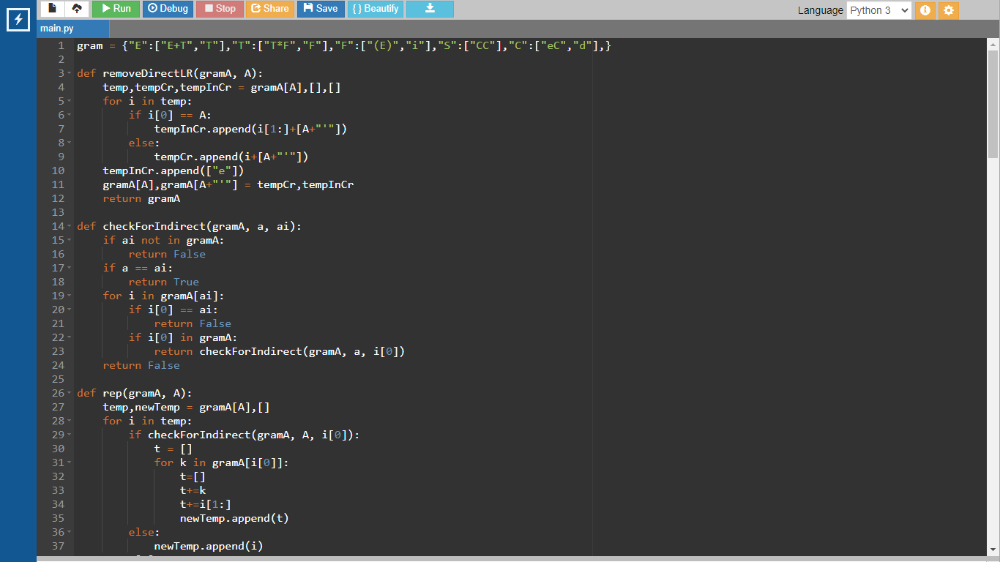 Run Debug Stop Share Save { } Beautify Language Python 3
main.py
1 gram = {"E":["E+T","T"],"T":["T*F","F"],"F":["(E)","i"],"S":["CC"],"C":["eC","d"],}
2
3 def removeDirectLR(gramA, A):
4     temp,tempCr,tempInCr = gramA[A],[],[]
5     for i in temp:
6         if i[0] == A:
7             tempInCr.append(i[1:]+[A+"'"])
8         else:
9             tempCr.append(i+[A+"'"])
10     tempInCr.append(["e"])
11     gramA[A],gramA[A+"'"] = tempCr,tempInCr
12     return gramA
13
14 def checkForIndirect(gramA, a, ai):
15     if ai not in gramA:
16         return False
17     if a == ai:
18         return True
19     for i in gramA[ai]:
20         if i[0] == ai:
21             return False
22         if i[0] in gramA:
23             return checkForIndirect(gramA, a, i[0])
24     return False
25
26 def rep(gramA, A):
27     temp,newTemp = gramA[A],[]
28     for i in temp:
29         if checkForIndirect(gramA, A, i[0]):
30             t = []
31             for k in gramA[i[0]]:
32                 t=[]
33                 t+=k
34                 t+=i[1:]
35                 newTemp.append(t)
36         else:
37             newTemp.append(i)